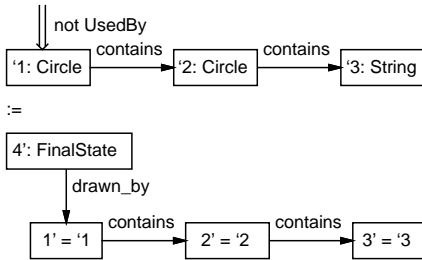 not UsedBy
contains contains
‘1: Circle ‘2: Circle ‘3: String
:=
4’: FinalState
drawn_by
contains contains
1’ = ‘1 2’ = ‘2 3’ = ‘3